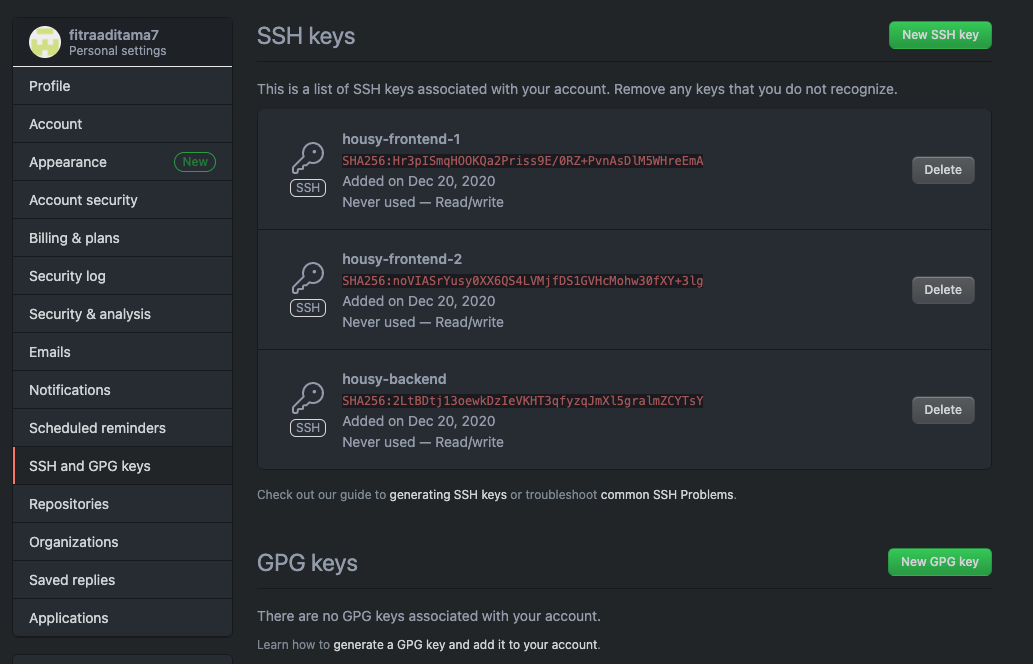 fitraaditama7
Personal settings
Profile
Account
Appearance New
Account security
Billing & plans
Security log
Security & analysis
Emails
Notifications
Scheduled reminders
SSH and GPG keys
Repositories
Organizations
Saved replies
Applications
SSH keys
New SSH key
This is a list of SSH keys associated with your account. Remove any keys that you do not recognize.
housy-frontend-1
SHA256:Hr3pISmqHOOKQa2Priss9E/0RZ+PvnAsDlM5WHreEmA
SSH
Added on Dec 20, 2020
Never used — Read/write
Delete
housy-frontend-2
SHA256:noVIASrYusy0XX6QS4LVMjfDS1GVHcMohw30fXY+3lg
SSH
Added on Dec 20, 2020
Never used — Read/write
Delete
housy-backend
SHA256:2LtBDtj13oewkDzIeVKHT3qfyzqJmXl5gralmZCYTsY
SSH
Added on Dec 20, 2020
Never used — Read/write
Delete
Check out our guide to generating SSH keys or troubleshoot common SSH Problems.
GPG keys
New GPG key
There are no GPG keys associated with your account.
Learn how to generate a GPG key and add it to your account.